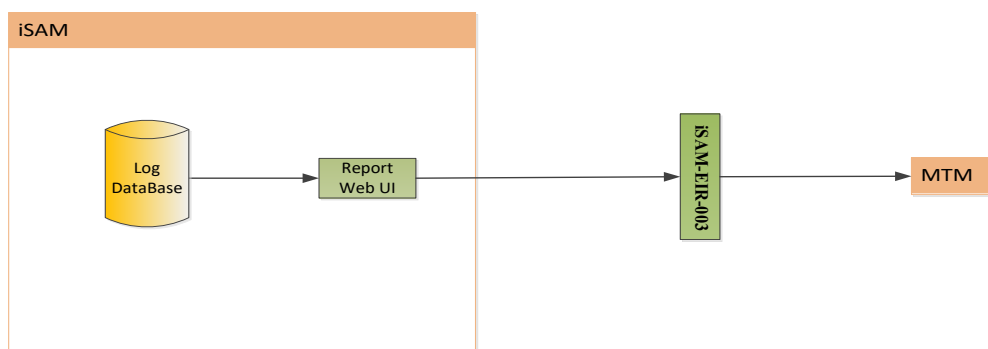 iSAM
Log
DataBase
Report
Web UI
iSAM-EIR-003
MTM